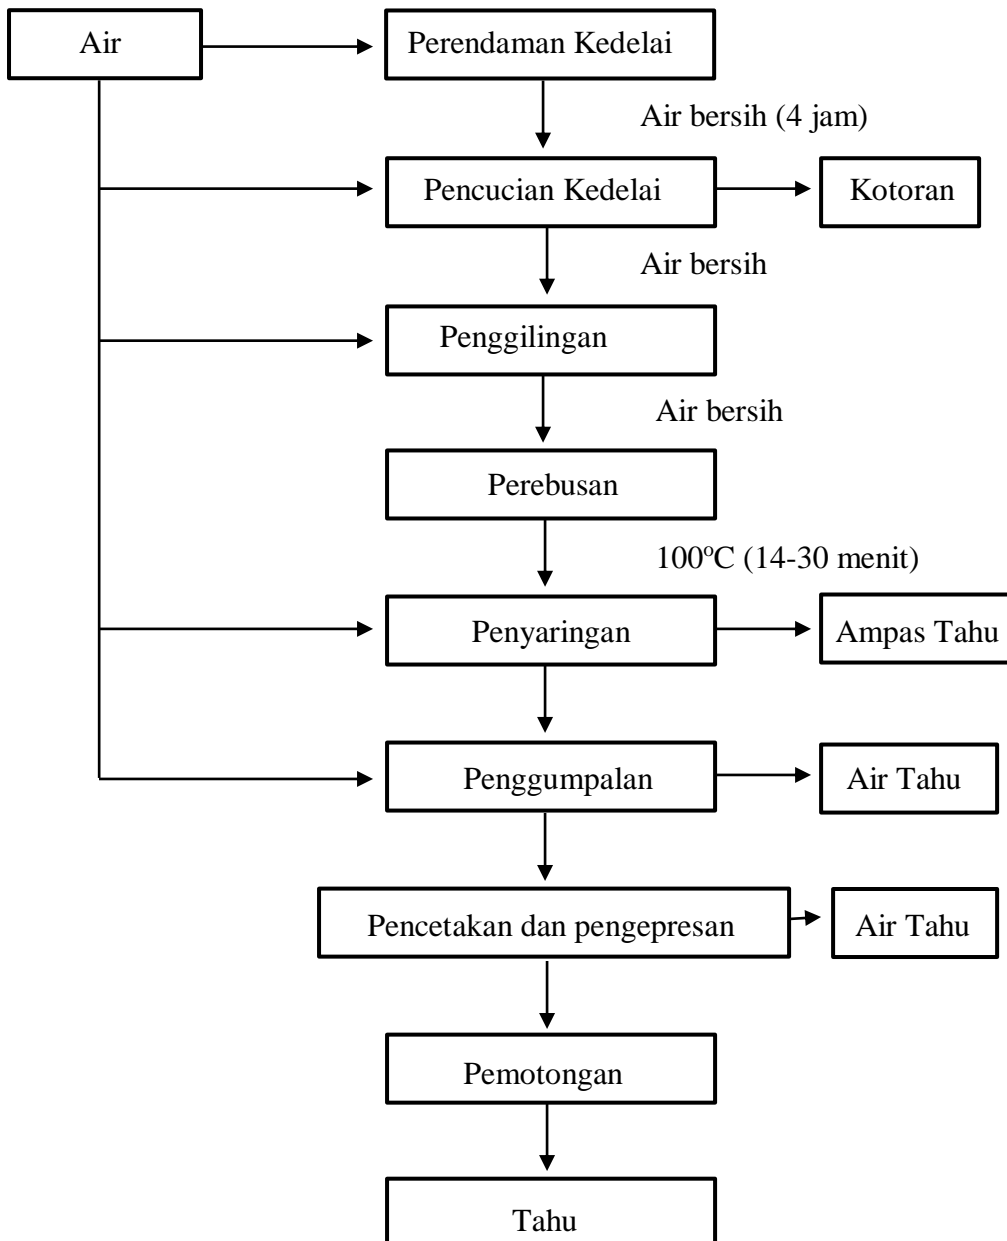 Air
Perendaman Kedelai
Air bersih (4 jam)
Pencucian Kedelai
Kotoran
Air bersih
Penggilingan
Air bersih
Perebusan
100°C (14-30 menit)
Penyaringan
Ampas Tahu
Penggumpalan
Air Tahu
Pencetakan dan pengepresan
Air Tahu
Pemotongan
Tahu